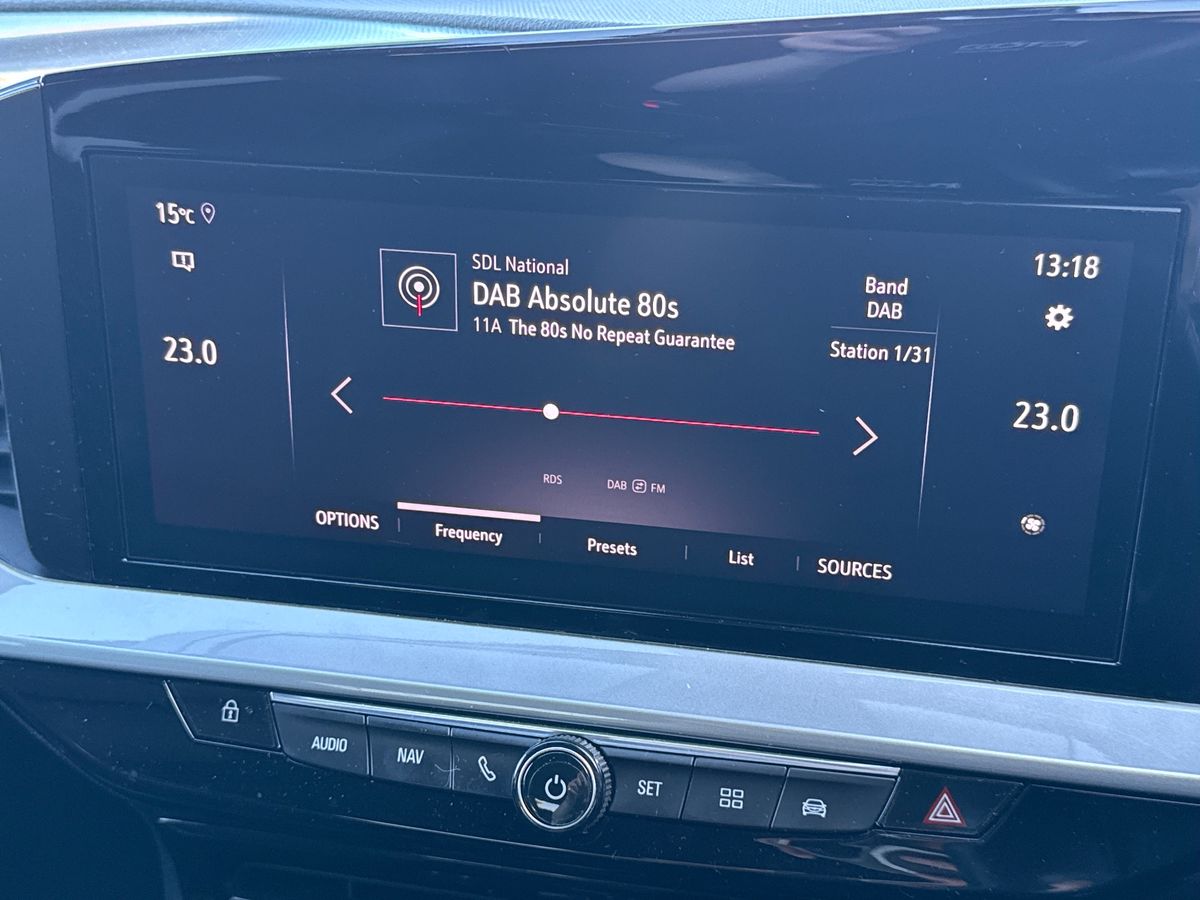 15°C
13:18
23.0
SDL National
DAB Absolute 80s
11A The 80s No Repeat Guarantee
Band
DAB
Station 1/31
23.0
RDS
DAB FM
OPTIONS
Frequency
Presets
List
SOURCES
AUDIO
NAV
SET